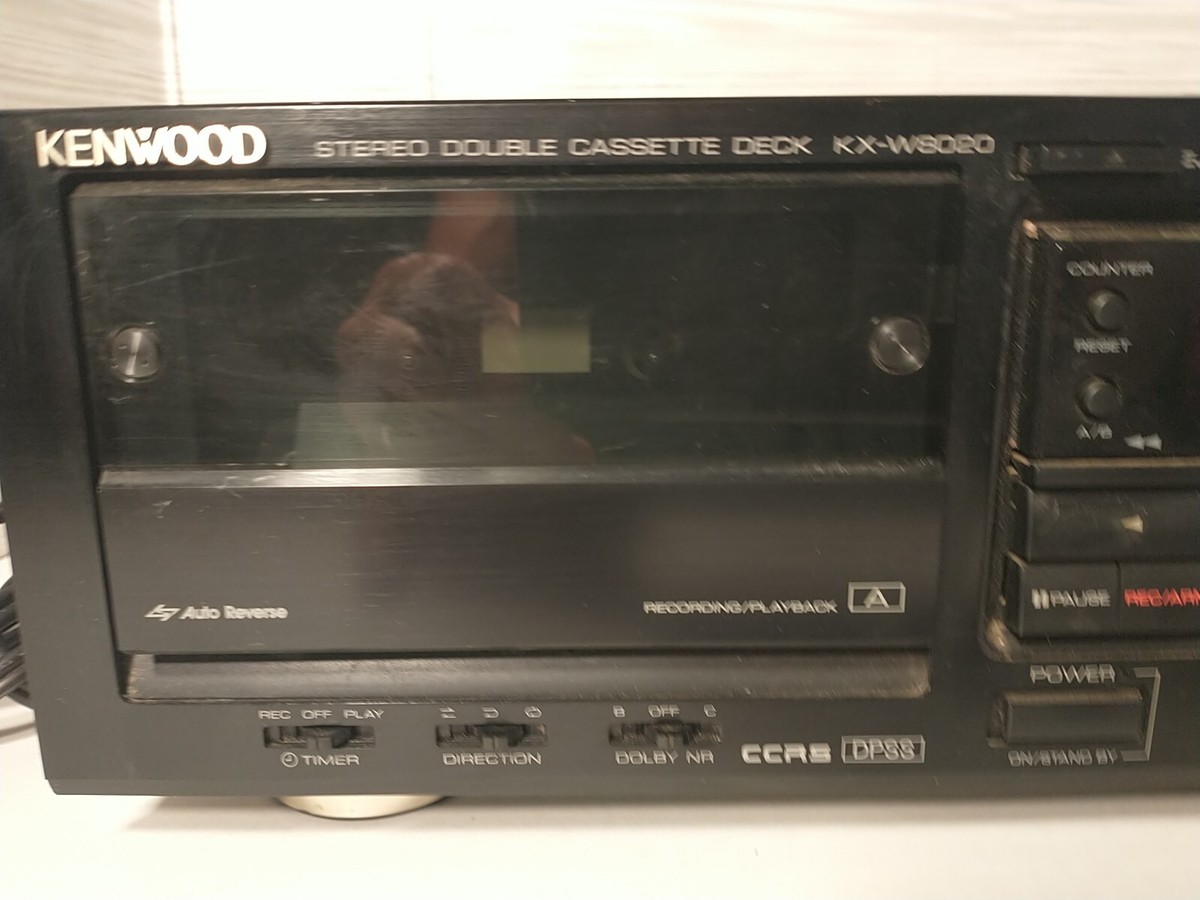 KENWOOD STEREO DOUBLE CASSETTE DECK KX-W8020
COUNTER
RESET
A/B
Auto Reverse
RECORDING/PLAYBACK A
PAUSE
POWER
REC OFF PLAY
TIMER
DIRECTION
B OFF C
DOLBY NR
CCRS DPSS
ON/STAND BY